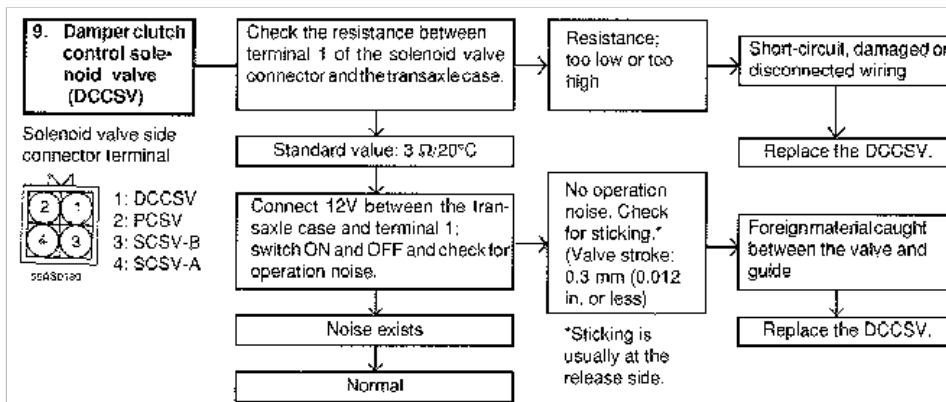 9. Damper clutch
control sole-
noid valve
(DCCSV)
Check the resistance between
terminal 1 of the solenoid valve
connector and the transaxle case.
Resistance;
too low or too
high
Short-circuit, damaged or
disconnected wiring
Replace the DCCSV.
Standard value: 3 Ω/20°C
Solenoid valve side
connector terminal
2 1
4 3
1: DCCSV
2: PCSV
3: SCSV-B
4: SCSV-A
Connect 12V between the tran-
saxle case and terminal 1;
switch ON and OFF and check for
operation noise.
No operation
noise. Check
for sticking.*
(Valve stroke:
0.3 mm (0.012
in. or less)
Foreign material caught
between the valve and
guide
Replace the DCCSV.
Noise exists
Normal
*Sticking is
usually at the
release side.